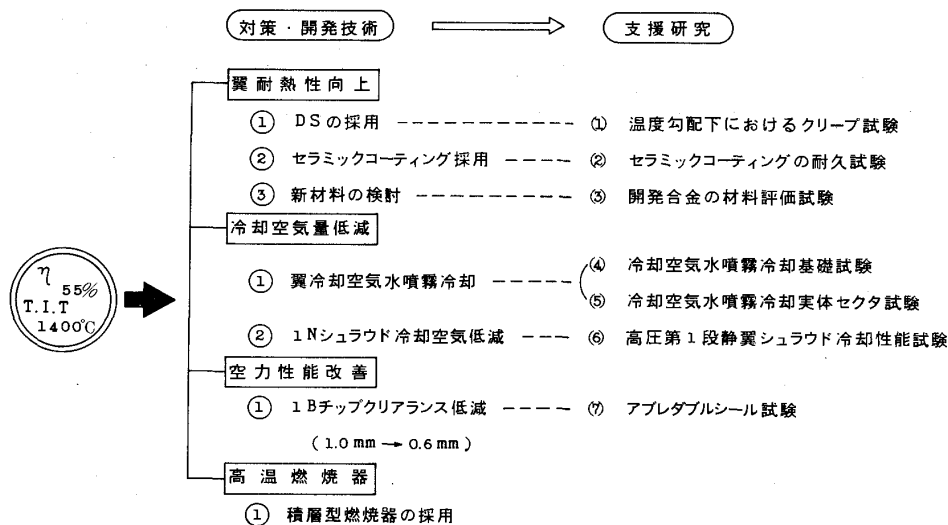 対策・開発技術
支援研究
翼耐熱性向上
① DSの採用
① 温度勾配下におけるクリープ試験
② セラミックコーティング採用
② セラミックコーティングの耐久試験
③ 新材料の検討
③ 開発合金の材料評価試験
冷却空気量低減
① 翼冷却空気水噴霧冷却
④ 冷却空気水噴霧冷却基礎試験
⑤ 冷却空気水噴霧冷却実体セクタ試験
② 1Nシュラウド冷却空気低減
⑥ 高圧第1段静翼シュラウド冷却性能試験
空力性能改善
① 1Bチップクリアランス低減
⑦ アブレダブルシール試験
(1.0mm→0.6mm)
高温燃焼器
① 積層型燃焼器の採用
η
55%
T.I.T
1400℃